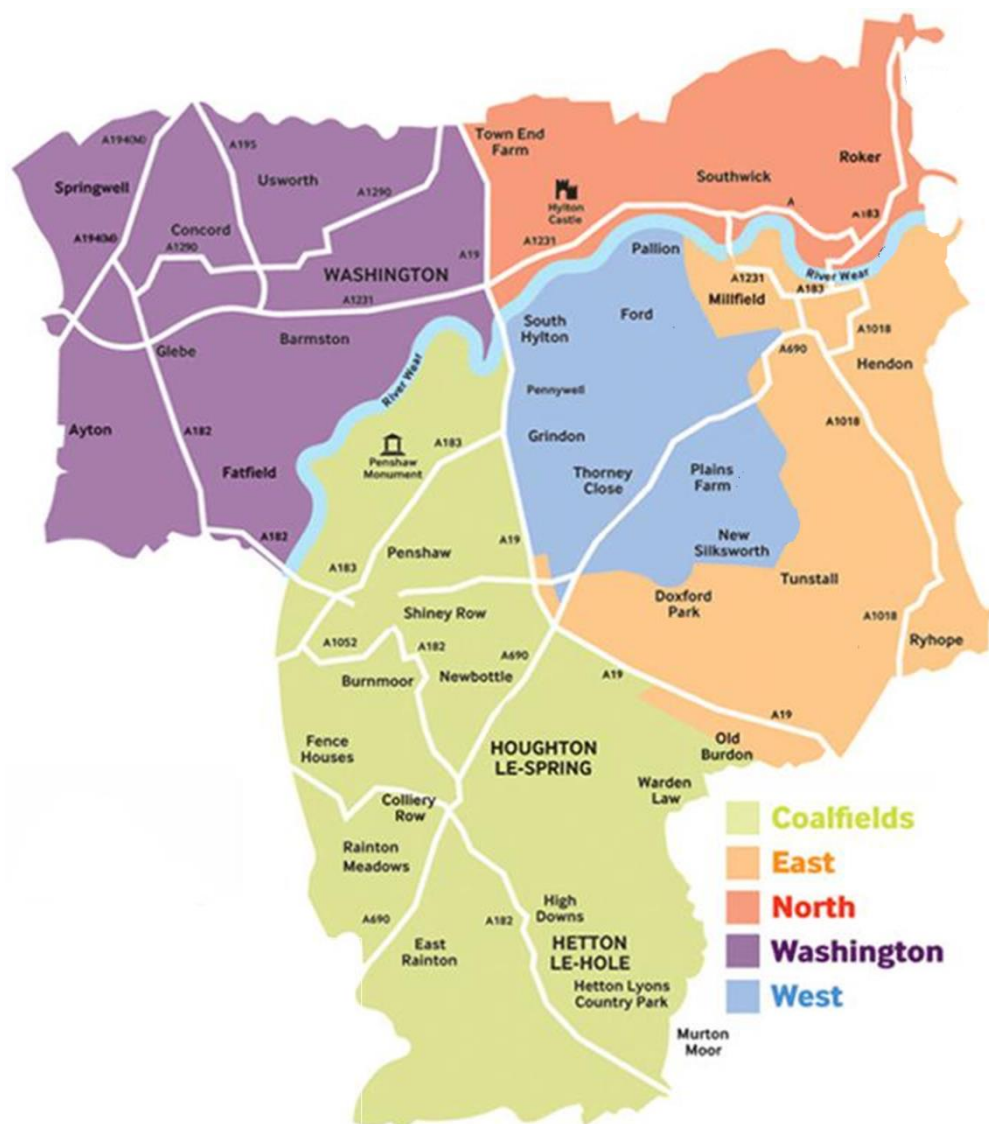 Town End
Farm
Roker
A194(M)
A195
Southwick
Usworth
Springwell
A1290
Hylton
Castle
A
A183
Concord
A194(M)
A1290
A19
A1231
Pallion
WASHINGTON
River Wear
A1231
A183
Millfield
A1231
South
Hylton
Ford
A1018
Barmston
Glebe
A690
Hendon
River Wear
Pennywell
A1018
Ayton
A182
Grindon
A183
Penshaw
Monument
Fatfield
Thorney
Close
Plains
Farm
A182
A19
New
Silksworth
Penshaw
A183
Tunstall
Doxford
Park
Shiney Row
A1018
Ryhope
A1052
A182
A690
Burnmoor
Newbottle
A19
A19
Fence
Houses
HOUGHTON
LE-SPRING
Old
Burdon
Warden
Law
Colliery
Row
Coalfields
Rainton
Meadows
East
High
Downs
North
A690
A182
East
Rainton
HETTON
LE-HOLE
Washington
Hetton Lyons
Country Park
West
Murton
Moor